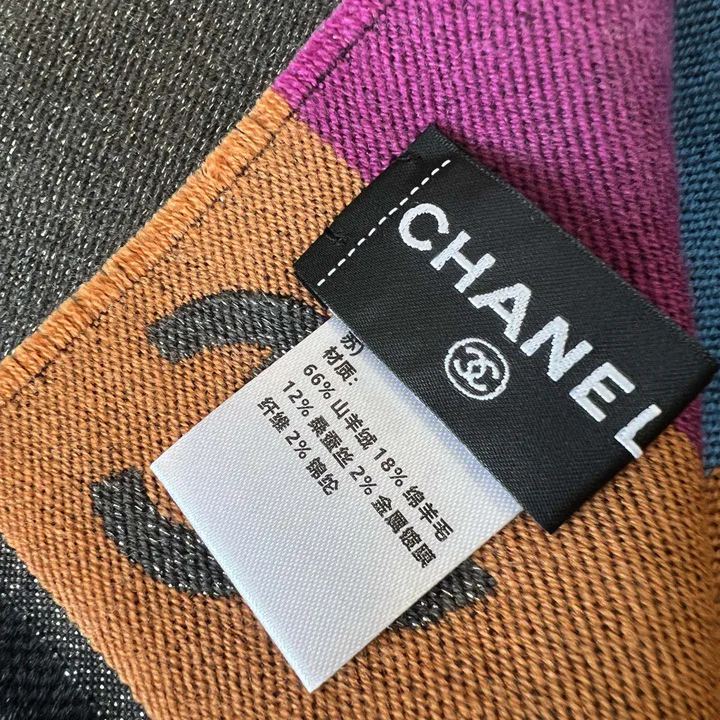 CHANEL
材质：
66% 山羊绒 18% 绵羊毛
12% 桑蚕丝 2% 金属镀膜
纤维 2% 锦纶